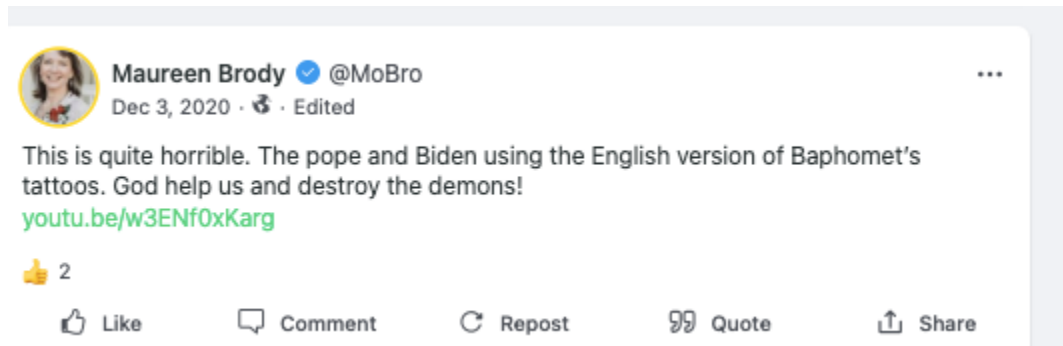 Maureen Brody @MoBro
Dec 3, 2020 · · Edited
This is quite horrible. The pope and Biden using the English version of Baphomet's
tattoos. God help us and destroy the demons!
youtu.be/w3ENf0xKarg
2
Like Comment Repost Quote Share